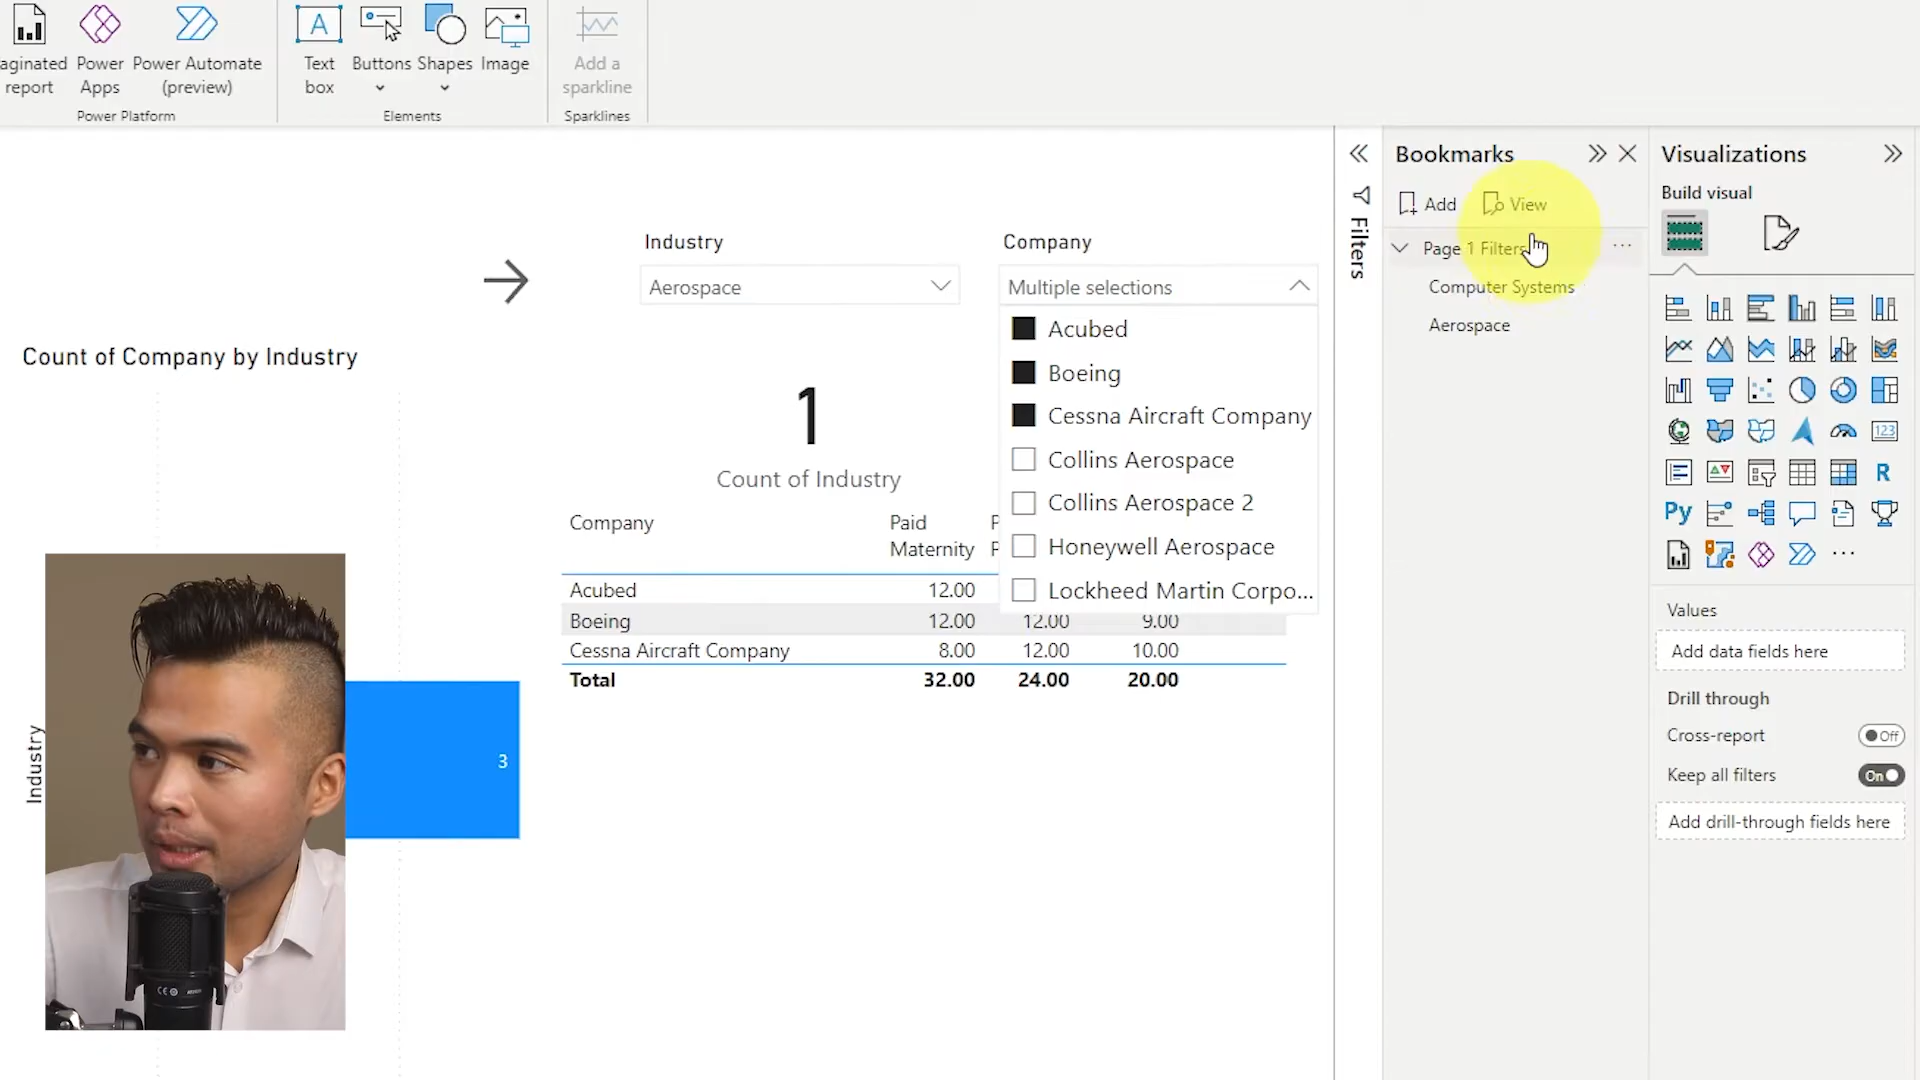 aginated
report
Power
Apps
Power Automate
(preview)
Power Platform
Text
box
Buttons
Shapes
Image
Elements
Add a
sparkline
Sparklines
Industry
Aerospace
Company
Multiple selections
Acubed
Boeing
Cessna Aircraft Company
Collins Aerospace
Collins Aerospace 2
Honeywell Aerospace
Lockheed Martin Corpo...
Count of Company by Industry
1
Count of Industry
Company
Paid
Maternity
P
P
Acubed 12.00
Boeing 12.00 12.00 9.00
Cessna Aircraft Company 8.00 12.00 10.00
Total 32.00 24.00 20.00
Industry
3
CE
Filters
Bookmarks
Add
View
Page 1 Filters
Computer Systems
Aerospace
Visualizations
Build visual
123
R
Py
Values
Add data fields here
Drill through
Cross-report
Off
Keep all filters
On
Add drill-through fields here